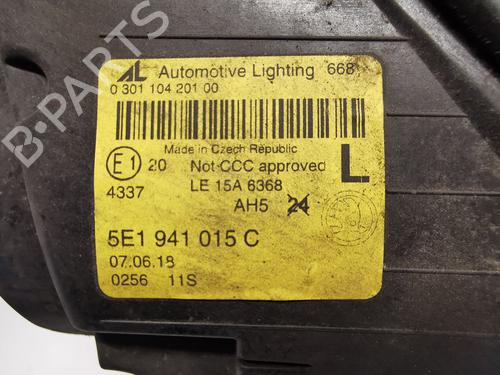 AL Automotive Lighting 668
0 301 104 201 00
Made in Czech Republic
E1 20 Not CCC approved L
4337 LE 15A 6368
AH5 24
5E1 941 015 C
07.06.18
0256 11S